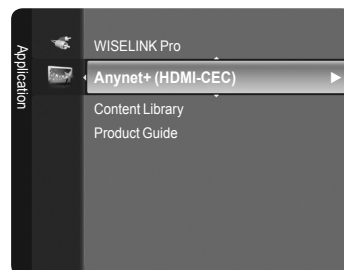 Application
WISELINK Pro
Anynet+ (HDMI-CEC)
Content Library
Product Guide